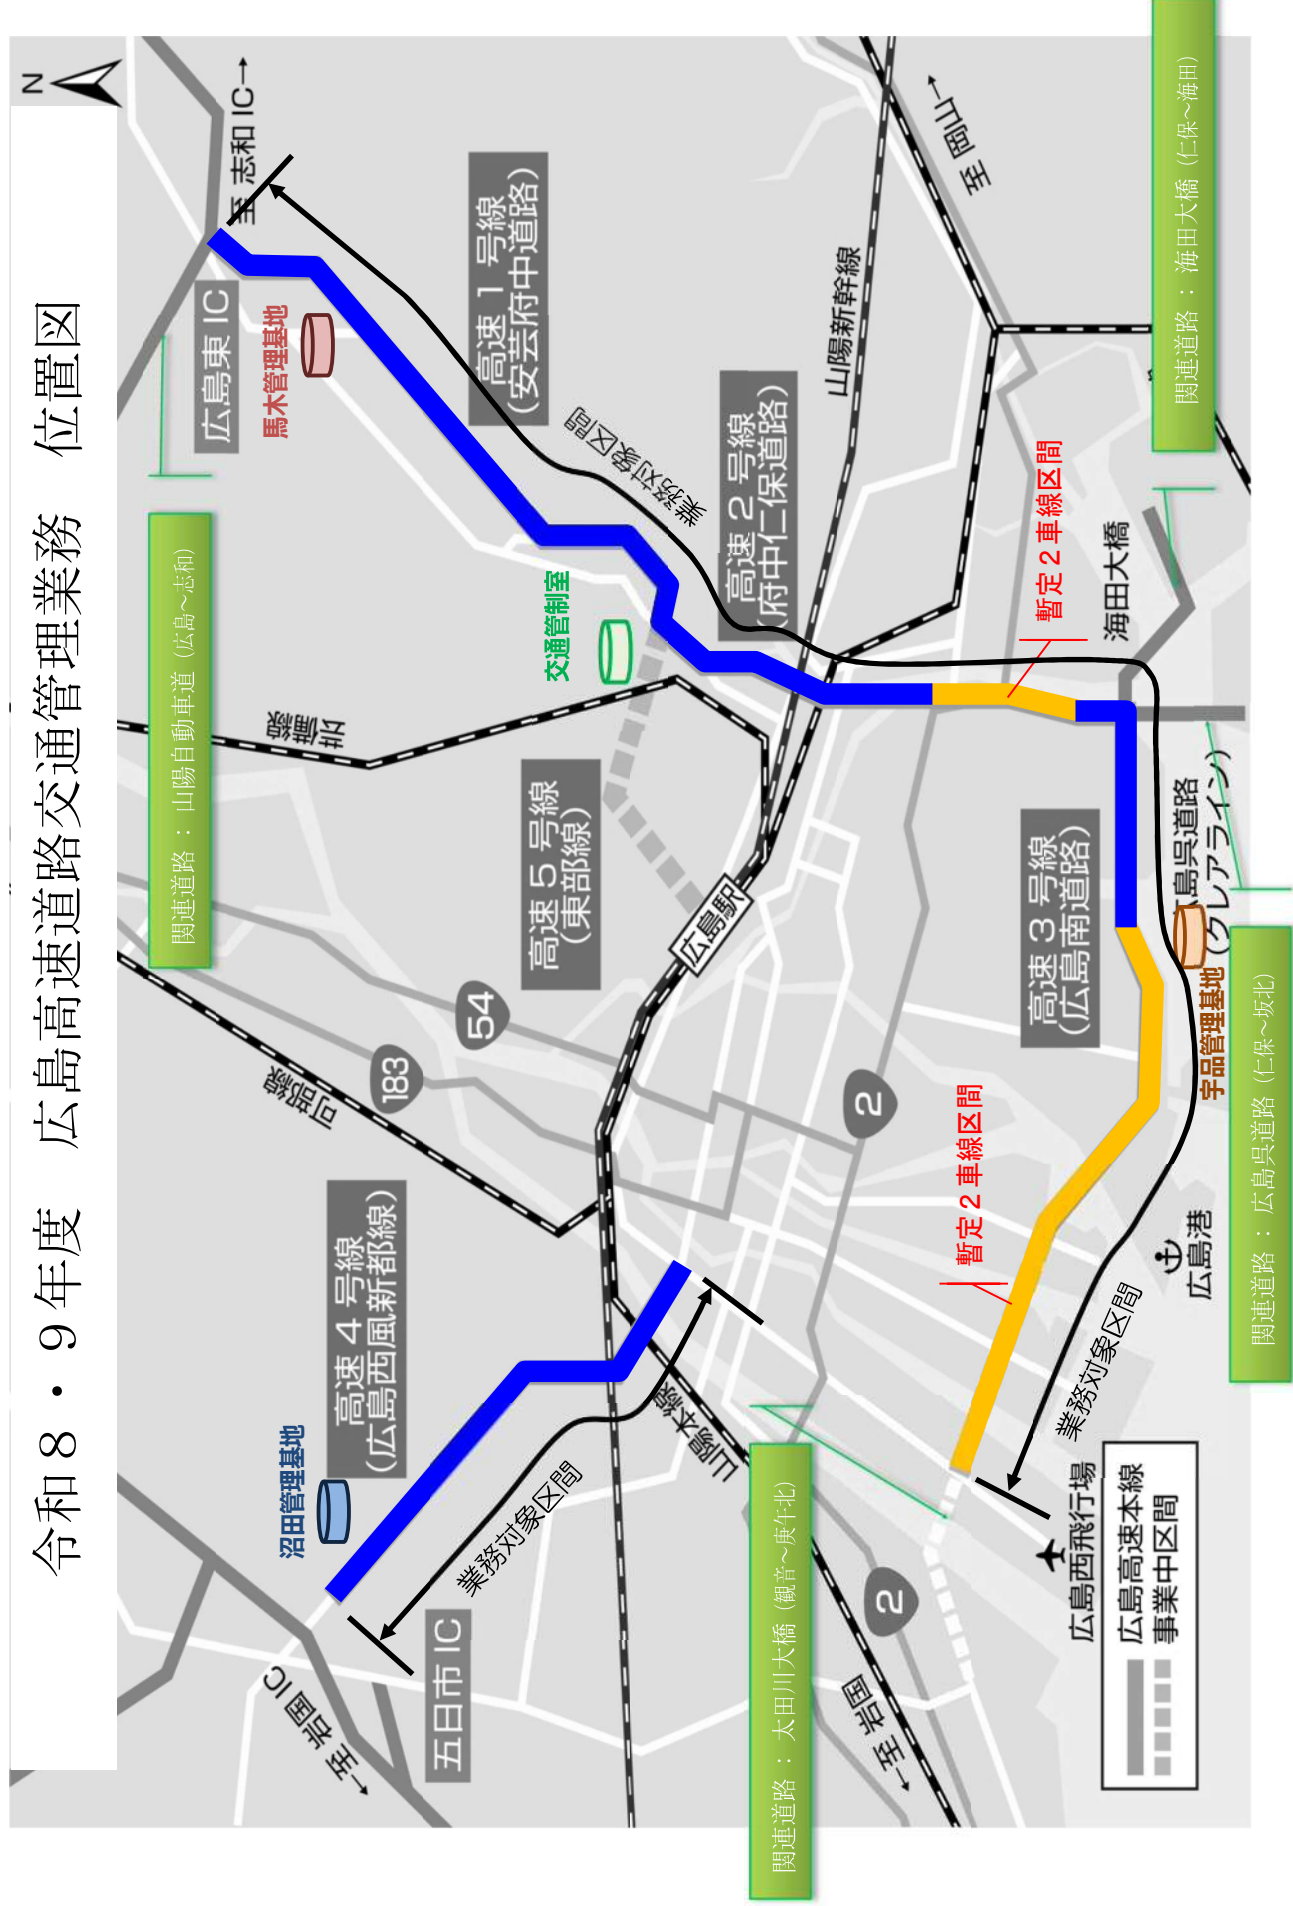 令和８・９年度　広島高速道路交通管理業務　位置図
N
至 志和 IC→
広島東 IC
馬木管理基地
関連道路 ： 山陽自動車道（広島～志和）
高速 1 号線
（安芸府中道路）
業務対象区間
交通管制室
高速 2 号線
（府中仁保道路）
山陽新幹線
至 岡山→
関連道路 ： 海田大橋（仁保～海田）
暫定２車線区間
海田大橋
芸備線
高速 5 号線
（東部線）
広島駅
54
183
可部線
2
高速 3 号線
（広島南道路）
広島呉道路
（クレアライン）
宇品管理基地
関連道路 ： 広島呉道路（仁保～坂北）
暫定２車線区間
広島港
業務対象区間
高速 4 号線
（広島西風新都線）
沼田管理基地
業務対象区間
山陽本線
五日市 IC
←至 岩国 IC
関連道路 ： 太田川大橋（観音～庚午北）
2
←至 岩国
広島西飛行場
広島高速本線
事業中区間